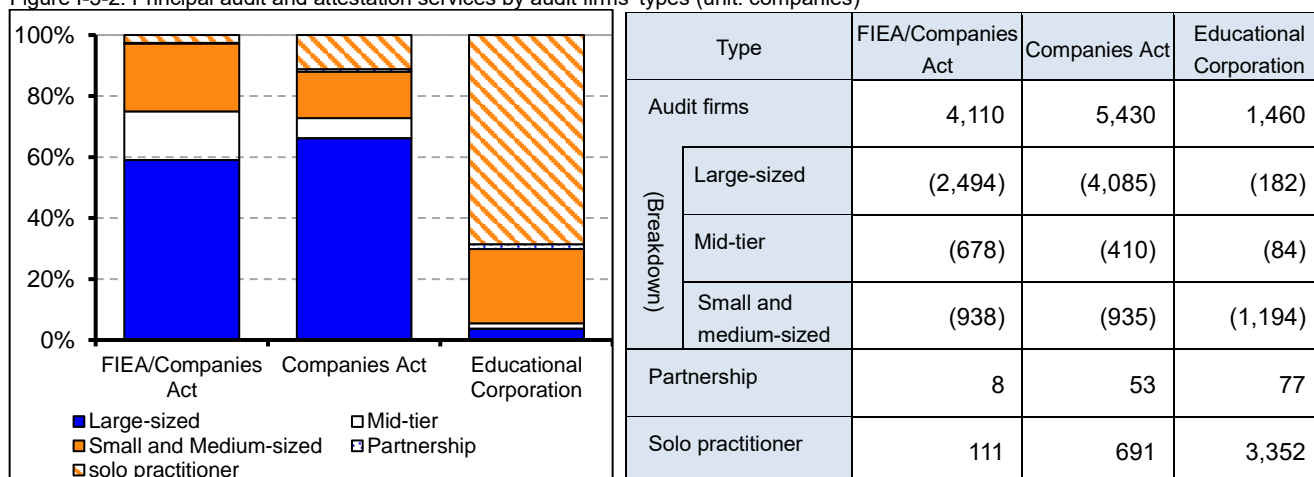 Figure I-3-2: Principal audit and attestation services by audit firms' types (unit: companies)
100%
80%
60%
40%
20%
0%
FIEA/Companies Act
Companies Act
Educational Corporation
Large-sized
Mid-tier
Small and Medium-sized
Partnership
solo practitioner
Type
FIEA/Companies Act
Companies Act
Educational Corporation
Audit firms
4,110
5,430
1,460
(Breakdown)
Large-sized
(2,494)
(4,085)
(182)
Mid-tier
(678)
(410)
(84)
Small and medium-sized
(938)
(935)
(1,194)
Partnership
8
53
77
Solo practitioner
111
691
3,352